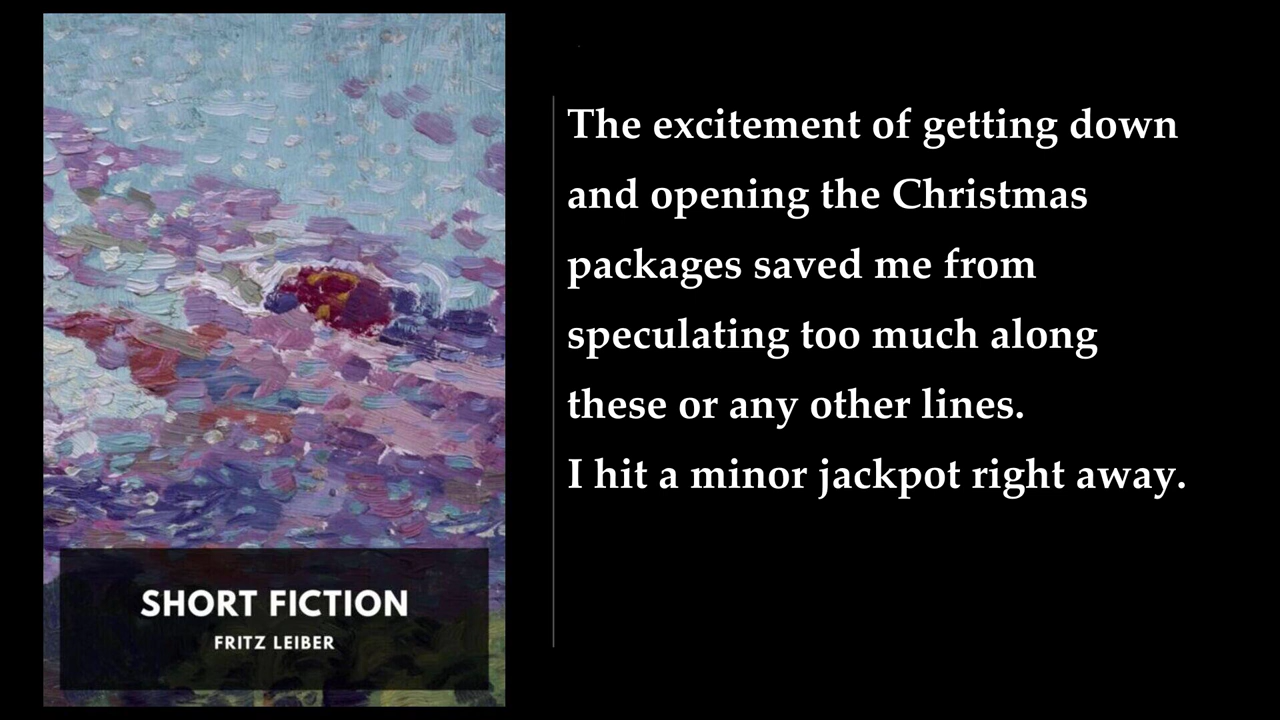 SHORT FICTION
FRITZ LEIBER
The excitement of getting down
and opening the Christmas
packages saved me from
speculating too much along
these or any other lines.
I hit a minor jackpot right away.